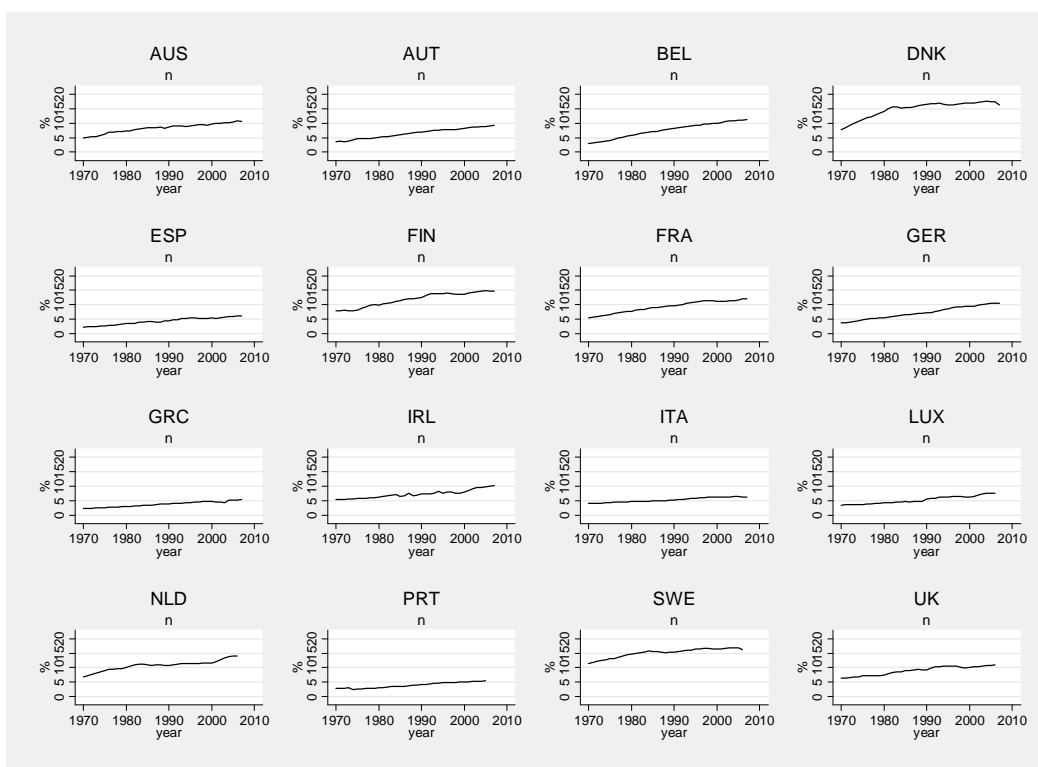 AUS AUT BEL DNK
n n n n
% 0 5 10 15 20 % 0 5 10 15 20 % 0 5 10 15 20 % 0 5 10 15 20
1970 1980 1990 2000 2010 1970 1980 1990 2000 2010 1970 1980 1990 2000 2010 1970 1980 1990 2000 2010
year year year year
ESP FIN FRA GER
n n n n
% 0 5 10 15 20 % 0 5 10 15 20 % 0 5 10 15 20 % 0 5 10 15 20
1970 1980 1990 2000 2010 1970 1980 1990 2000 2010 1970 1980 1990 2000 2010 1970 1980 1990 2000 2010
year year year year
GRC IRL ITA LUX
n n n n
% 0 5 10 15 20 % 0 5 10 15 20 % 0 5 10 15 20 % 0 5 10 15 20
1970 1980 1990 2000 2010 1970 1980 1990 2000 2010 1970 1980 1990 2000 2010 1970 1980 1990 2000 2010
year year year year
NLD PRT SWE UK
n n n n
% 0 5 10 15 20 % 0 5 10 15 20 % 0 5 10 15 20 % 0 5 10 15 20
1970 1980 1990 2000 2010 1970 1980 1990 2000 2010 1970 1980 1990 2000 2010 1970 1980 1990 2000 2010
year year year year